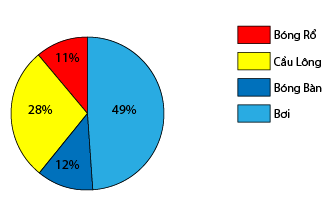 11%
28%
49%
12%
Bóng Rổ
Cầu Lông
Bóng Bàn
Bơi